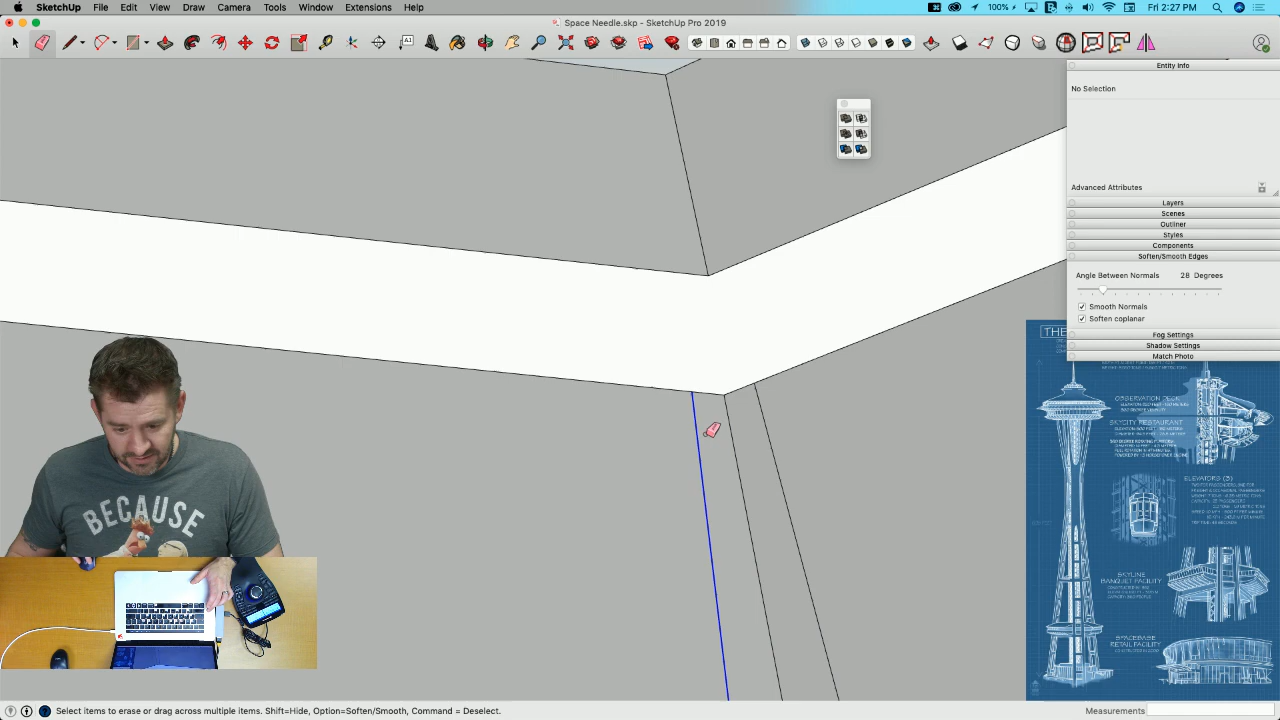 SketchUp File Edit View Draw Camera Tools Window Extensions Help 100% Fri 2:27 PM
Space Needle.skp - SketchUp Pro 2019
Entity Info
No Selection
Advanced Attributes
Layers
Scenes
Outliner
Styles
Components
Soften/Smooth Edges
Angle Between Normals 28 Degrees
Smooth Normals
Soften coplanar
Fog Settings
Shadow Settings
Match Photo
THE
OBSERVATION DECK
SKYCITY RESTAURANT
ELEVATORS (3)
SKYLINE
BANQUET FACILITY
SPACEBASE
RETAIL FACILITY
BECAUSE
Select items to erase or drag across multiple items. Shift=Hide, Option=Soften/Smooth, Command = Deselect.
Measurements